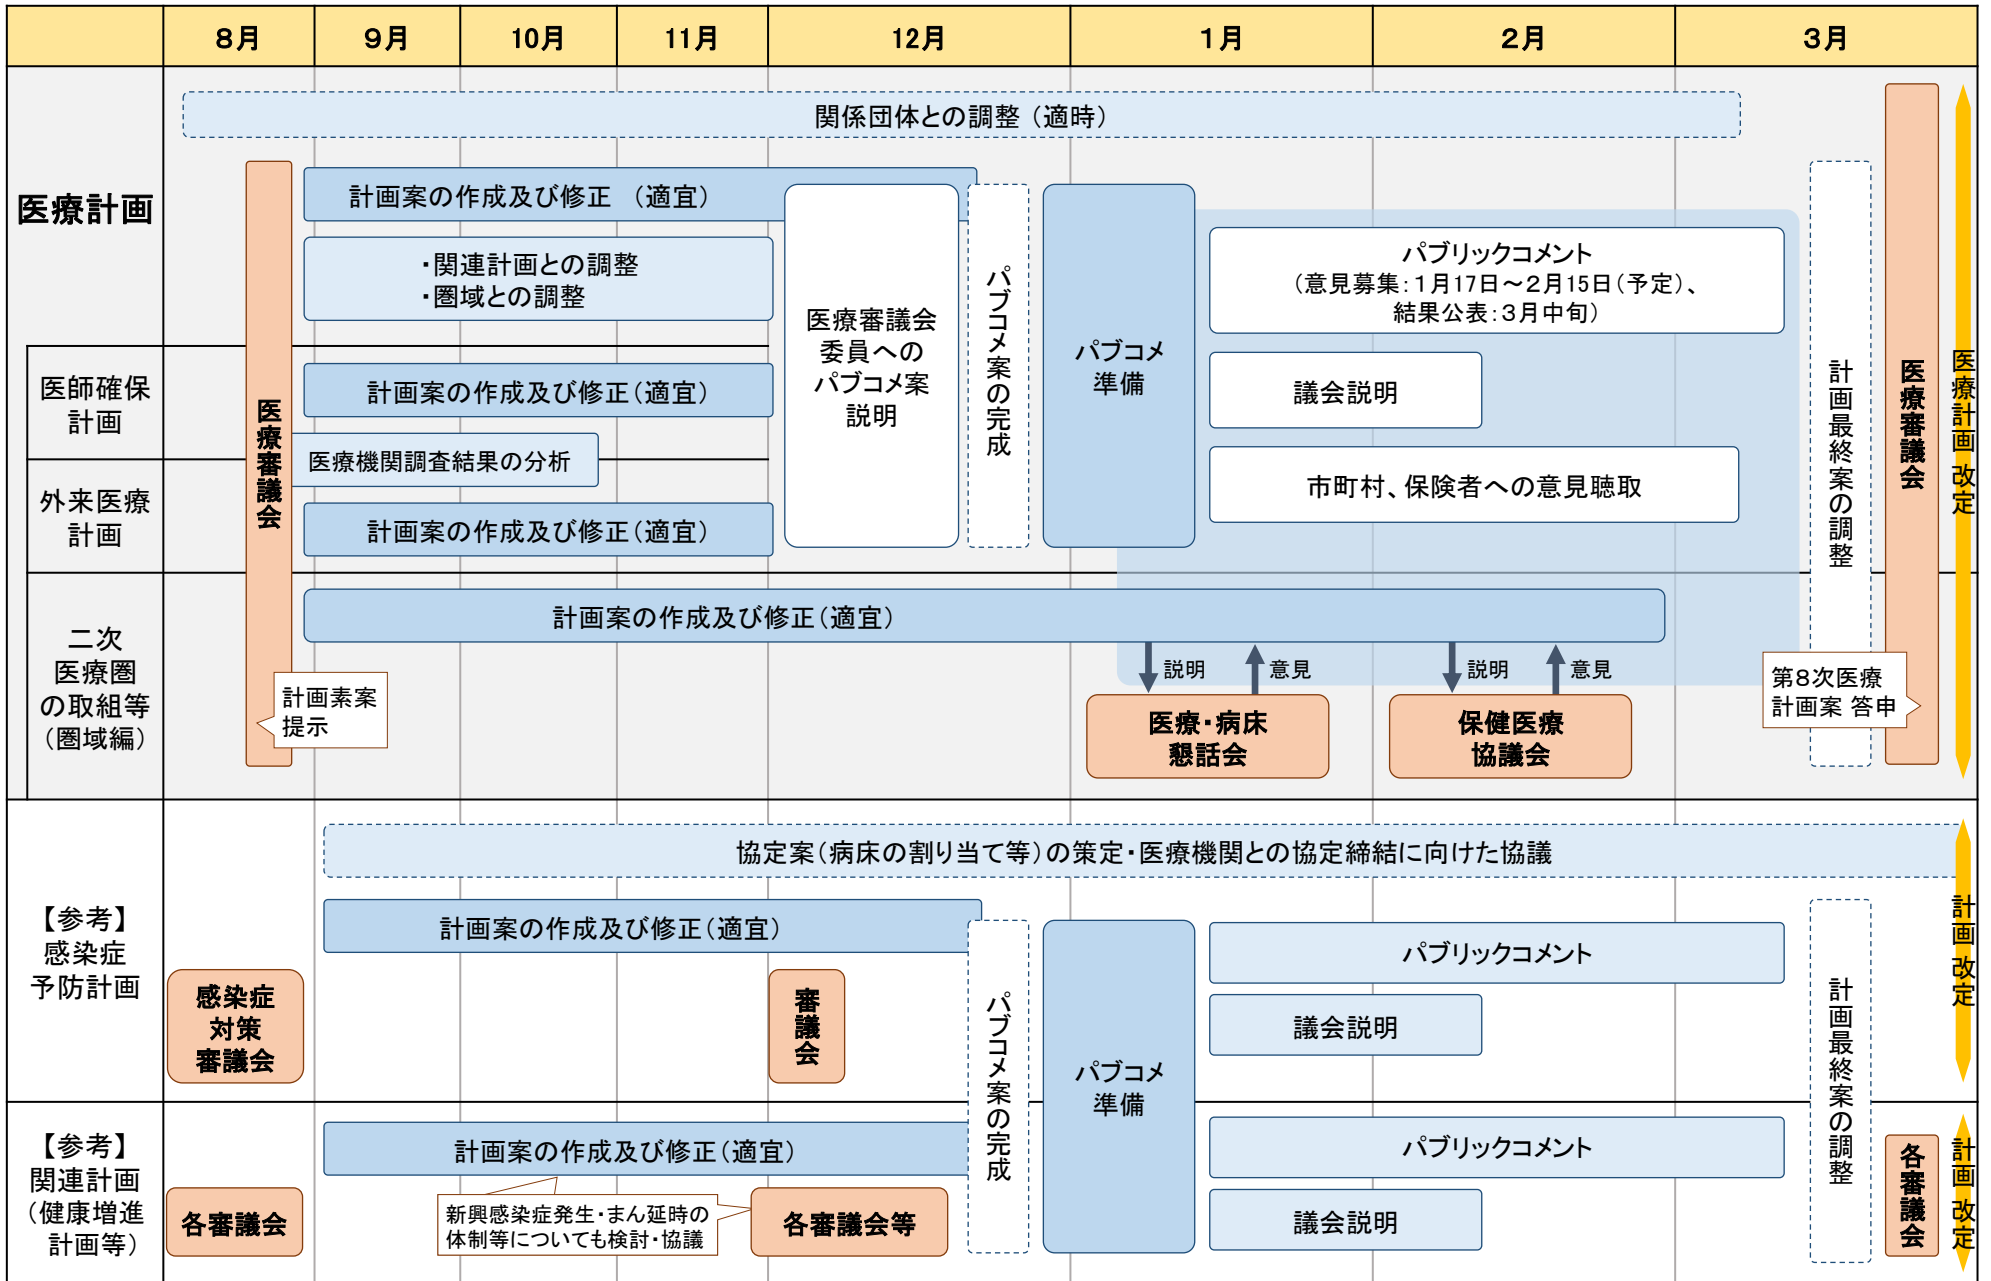 8月
9月
10月
11月
12月
1月
2月
3月
医療計画
関係団体との調整（適時）
計画案の作成及び修正　（適宜）
・関連計画との調整
・圏域との調整
医療審議会
医療審議会
委員への
パブコメ案
説明
パブコメ案の完成
パブコメ
準備
パブリックコメント
（意見募集：1月17日～2月15日（予定）、
結果公表：3月中旬）
議会説明
市町村、保険者への意見聴取
計画最終案の調整
医療審議会
医療計画 改定
医師確保
計画
計画案の作成及び修正（適宜）
医療機関調査結果の分析
外来医療
計画
計画案の作成及び修正（適宜）
二次
医療圏
の取組等
（圏域編）
計画案の作成及び修正（適宜）
計画素案
提示
説明
意見
説明
意見
医療・病床
懇話会
保健医療
協議会
第8次医療
計画案 答申
【参考】
感染症
予防計画
協定案（病床の割り当て等）の策定・医療機関との協定締結に向けた協議
計画案の作成及び修正（適宜）
感染症
対策
審議会
審議会
パブコメ案の完成
パブコメ
準備
パブリックコメント
議会説明
計画最終案の調整
計画 改定
【参考】
関連計画
（健康増進
計画等）
計画案の作成及び修正（適宜）
各審議会
新興感染症発生・まん延時の
体制等についても検討・協議
各審議会等
パブリックコメント
議会説明
各審議会
計画 改定